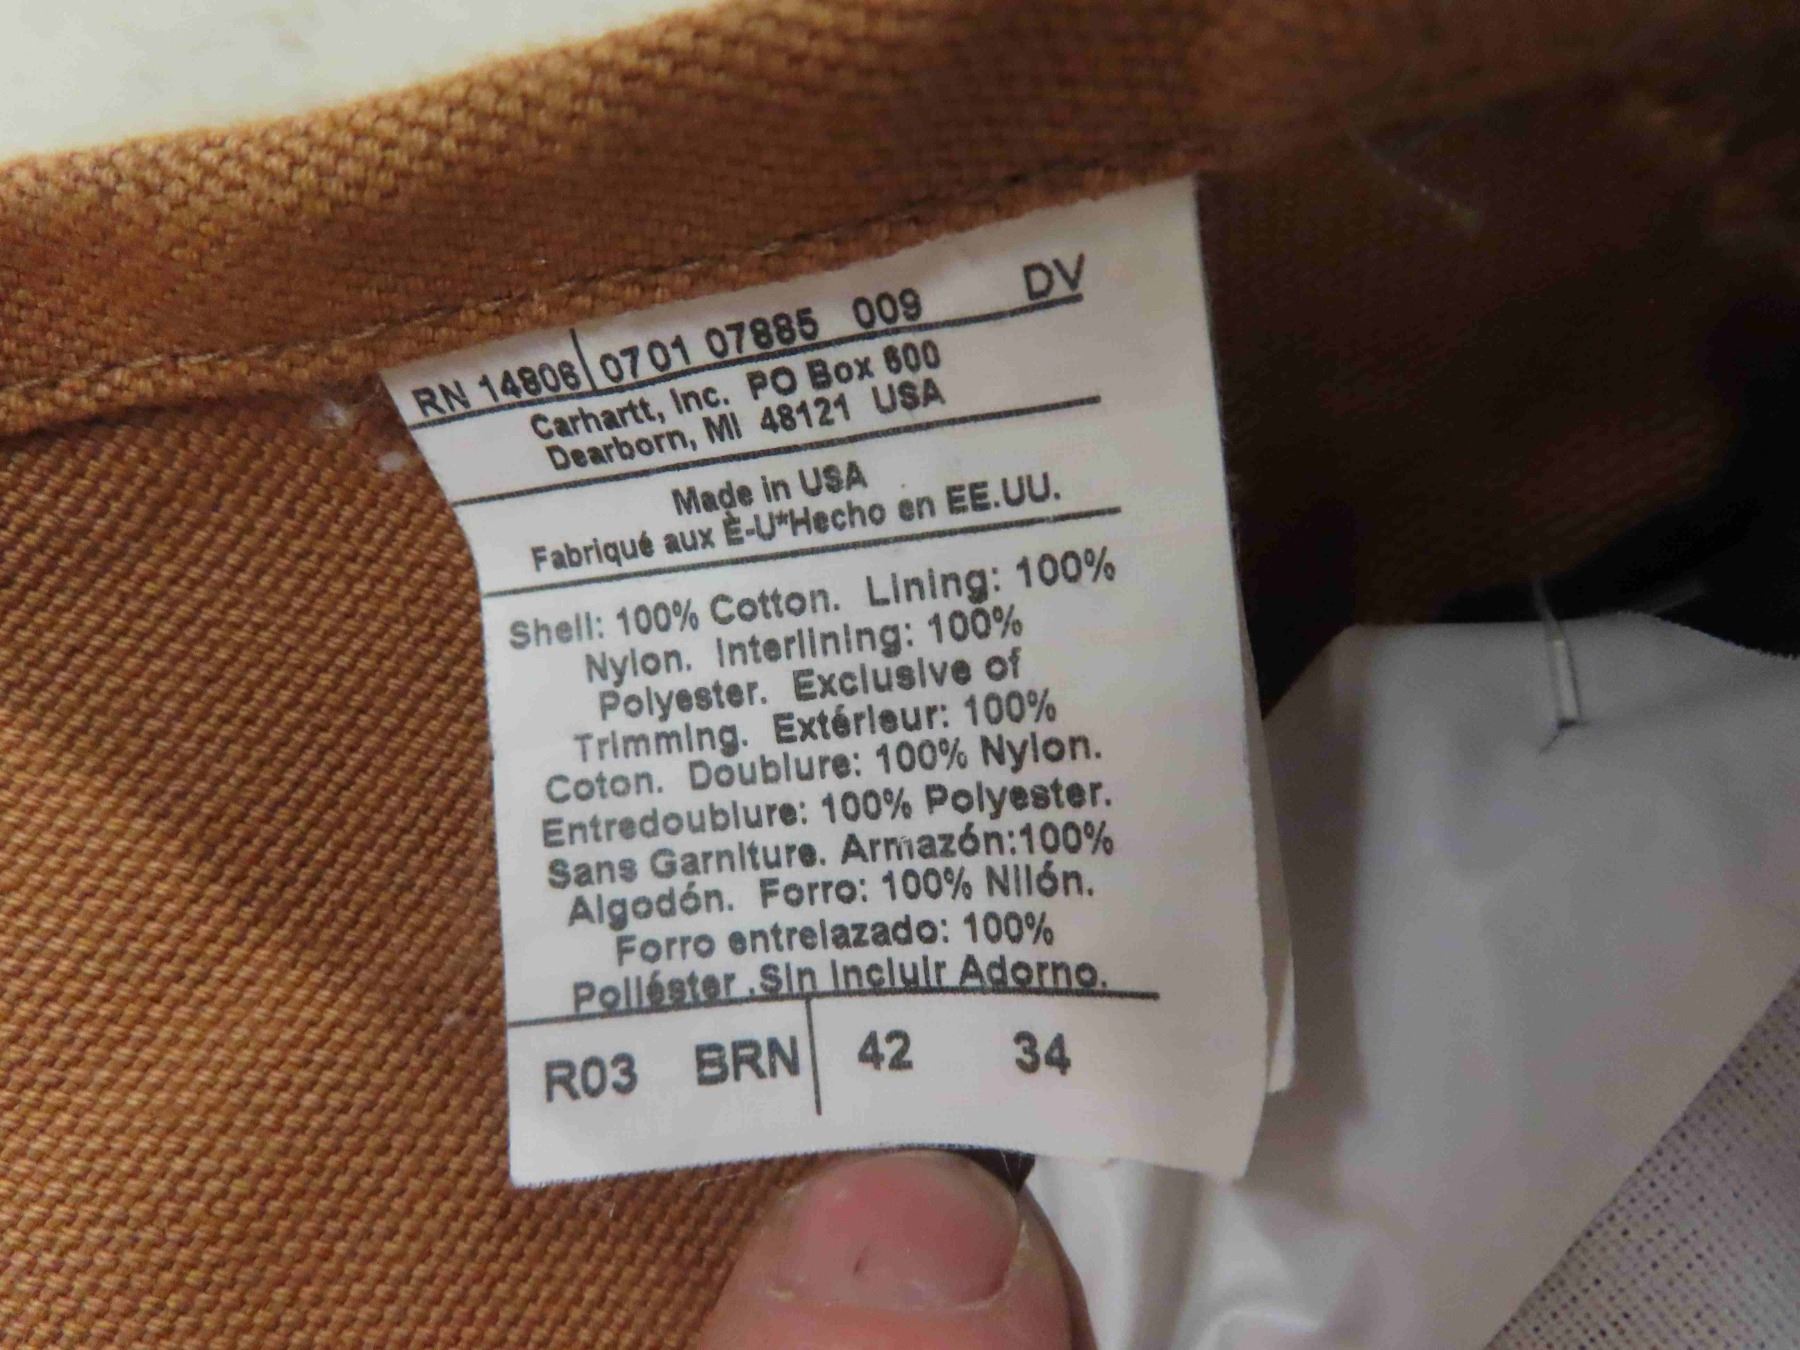 RN 14806 0701 07885 009 DV
Carhartt, Inc. PO Box 600
Dearborn, MI 48121 USA
Made in USA
Fabriqué aux É-U*Hecho en EE.UU.
Shell: 100% Cotton. Lining: 100%
Nylon. Interlining: 100%
Polyester. Exclusive of
Trimming. Extérieur: 100%
Coton. Doublure: 100% Nylon.
Entredoublure: 100% Polyester.
Sans Garniture. Armazón:100%
Algodón. Forro: 100% Nilón.
Forro entrelazado: 100%
Poliéster .Sin Incluir Adorno.
R03 BRN 42 34